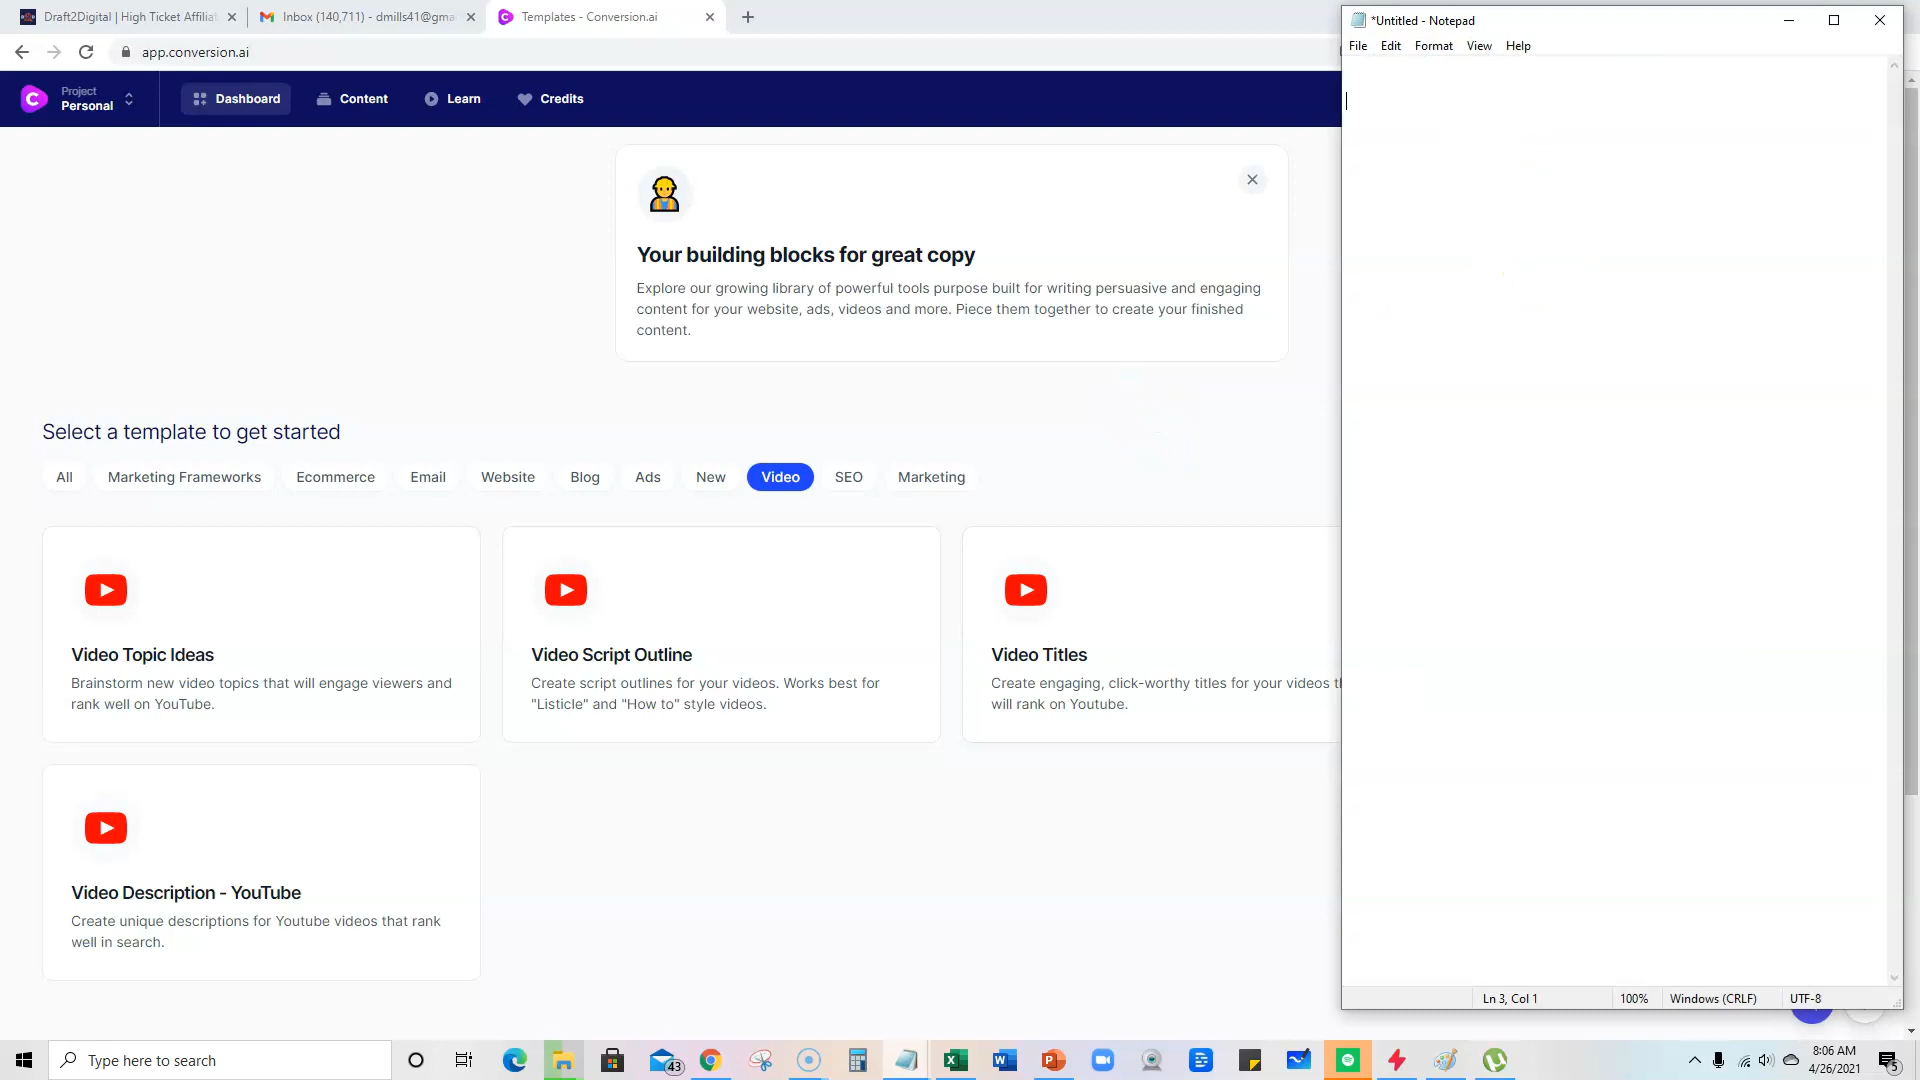 Draft2Digital | High Ticket Affiliat
Inbox (140,711) - dmills41@gma
Templates - Conversion.ai
*Untitled - Notepad
File Edit Format View Help
app.conversion.ai
Project
Personal
Dashboard
Content
Learn
Credits
Your building blocks for great copy
Explore our growing library of powerful tools purpose built for writing persuasive and engaging
content for your website, ads, videos and more. Piece them together to create your finished
content.
Select a template to get started
All Marketing Frameworks Ecommerce Email Website Blog Ads New Video SEO Marketing
Video Topic Ideas
Brainstorm new video topics that will engage viewers and
rank well on YouTube.
Video Script Outline
Create script outlines for your videos. Works best for
"Listicle" and "How to" style videos.
Video Titles
Create engaging, click-worthy titles for your videos t
will rank on Youtube.
Video Description - YouTube
Create unique descriptions for Youtube videos that rank
well in search.
Ln 3, Col 1
100%
Windows (CRLF)
UTF-8
Type here to search
43
8:06 AM
4/26/2021
5